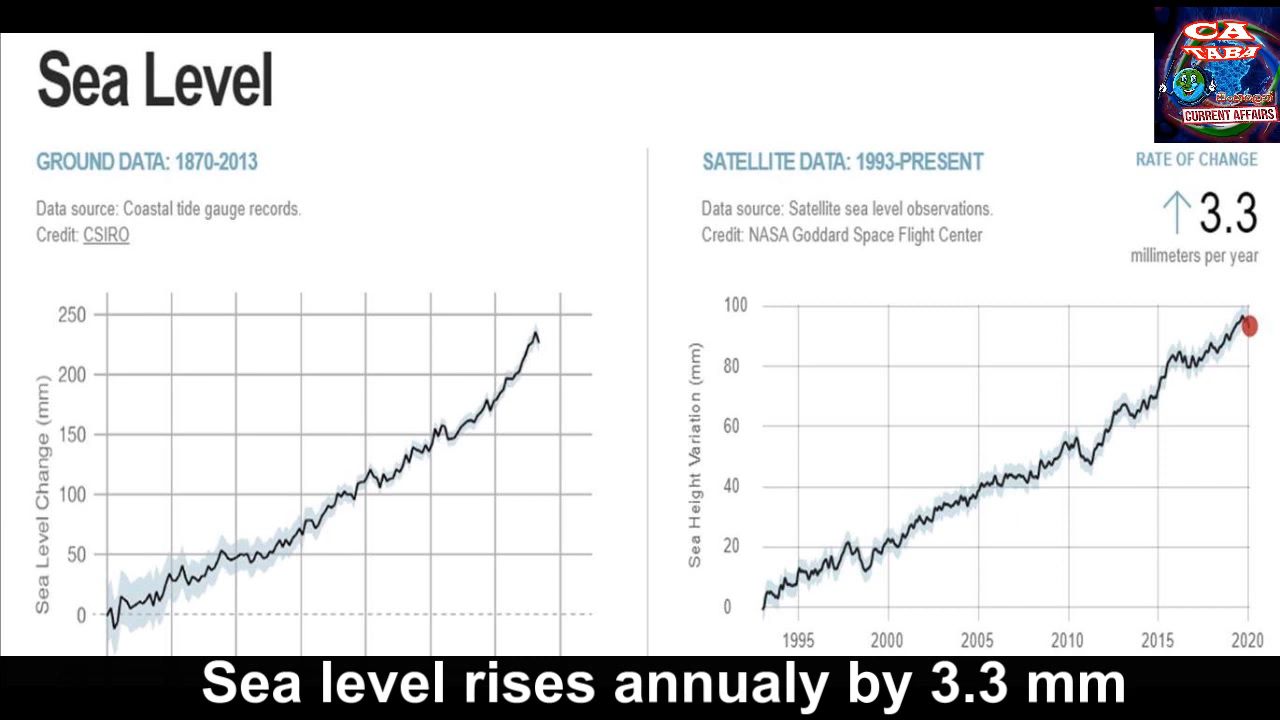 Sea Level
CA
TABA
CURRENT AFFAIRS
GROUND DATA: 1870-2013
Data source: Coastal tide gauge records.
Credit: CSIRO
SATELLITE DATA: 1993-PRESENT
Data source: Satellite sea level observations.
Credit: NASA Goddard Space Flight Center
RATE OF CHANGE
↑ 3.3
millimeters per year
Sea Level Change (mm)
250
200
150
100
50
0
Sea Height Variation (mm)
100
80
60
40
20
0
1995 2000 2005 2010 2015 2020
Sea level rises annualy by 3.3 mm